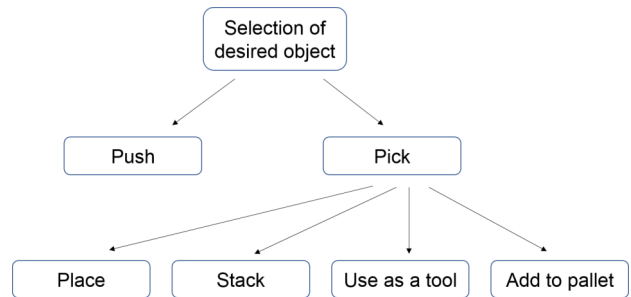 Selection of
desired object
Push
Pick
Place
Stack
Use as a tool
Add to pallet